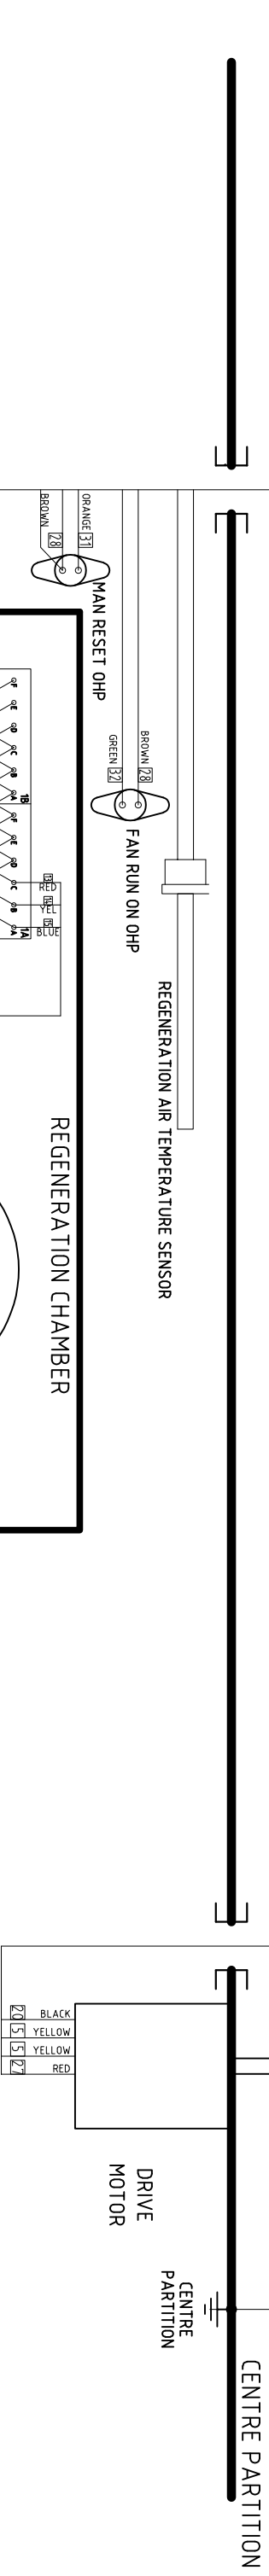 ORANGE 31
28
BROWN
MAN RESET OHP
BROWN 28
GREEN 32
FAN RUN ON OHP
REGENERATION AIR TEMPERATURE SENSOR
F
E
D
C
B
A
1B
F
E
D
C
B
A
1A
RED
YEL
BLUE
REGENERATION CHAMBER
20 BLACK
5 YELLOW
5 YELLOW
27 RED
DRIVE
MOTOR
CENTRE
PARTITION
CENTRE PARTITION